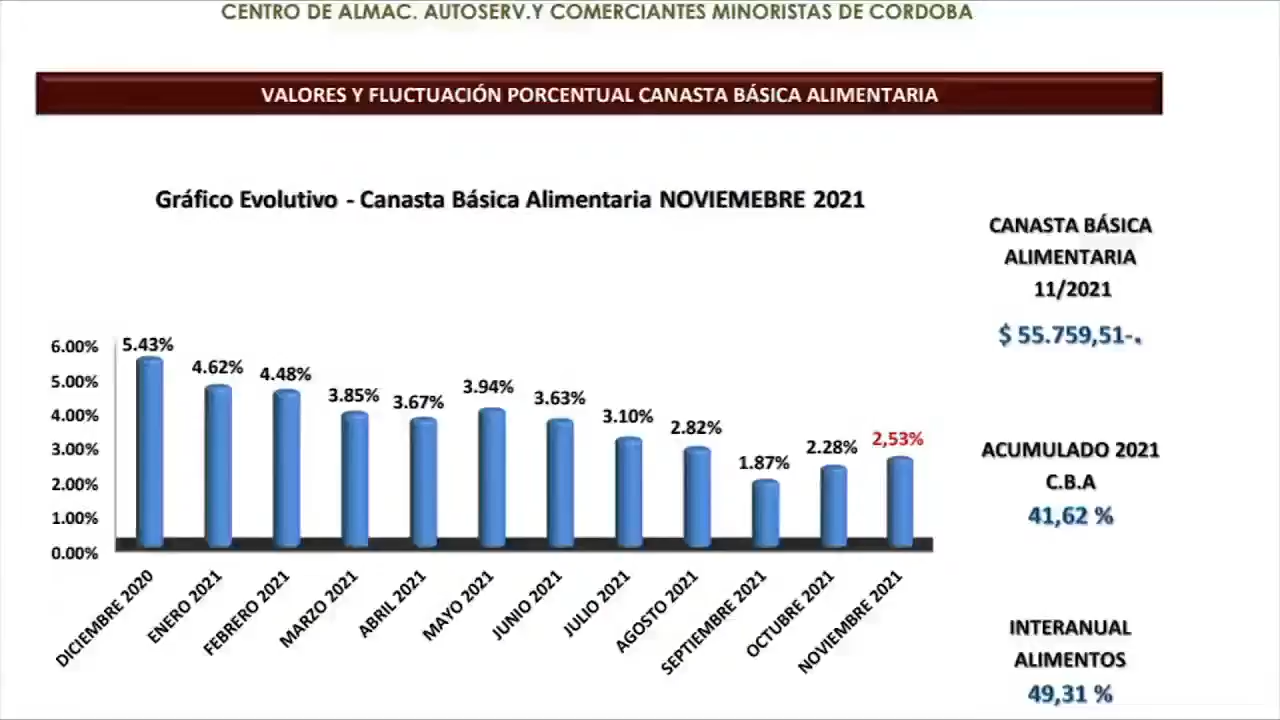 CENTRO DE ALMAC. AUTOSERV.Y COMERCIANTES MINORISTAS DE CORDOBA
VALORES Y FLUCTUACIÓN PORCENTUAL CANASTA BÁSICA ALIMENTARIA
Gráfico Evolutivo - Canasta Básica Alimentaria NOVIEMEBRE 2021
6.00%
5.00%
4.00%
3.00%
2.00%
1.00%
0.00%
5.43%
4.62%
4.48%
3.85%
3.67%
3.94%
3.63%
3.10%
2.82%
1.87%
2.28%
2,53%
DICIEMBRE 2020
ENERO 2021
FEBRERO 2021
MARZO 2021
ABRIL 2021
MAYO 2021
JUNIO 2021
JULIO 2021
AGOSTO 2021
SEPTIEMBRE 2021
OCTUBRE 2021
NOVIEMBRE 2021
CANASTA BÁSICA
ALIMENTARIA
11/2021
$ 55.759,51-.
ACUMULADO 2021
C.B.A
41,62 %
INTERANUAL
ALIMENTOS
49,31 %